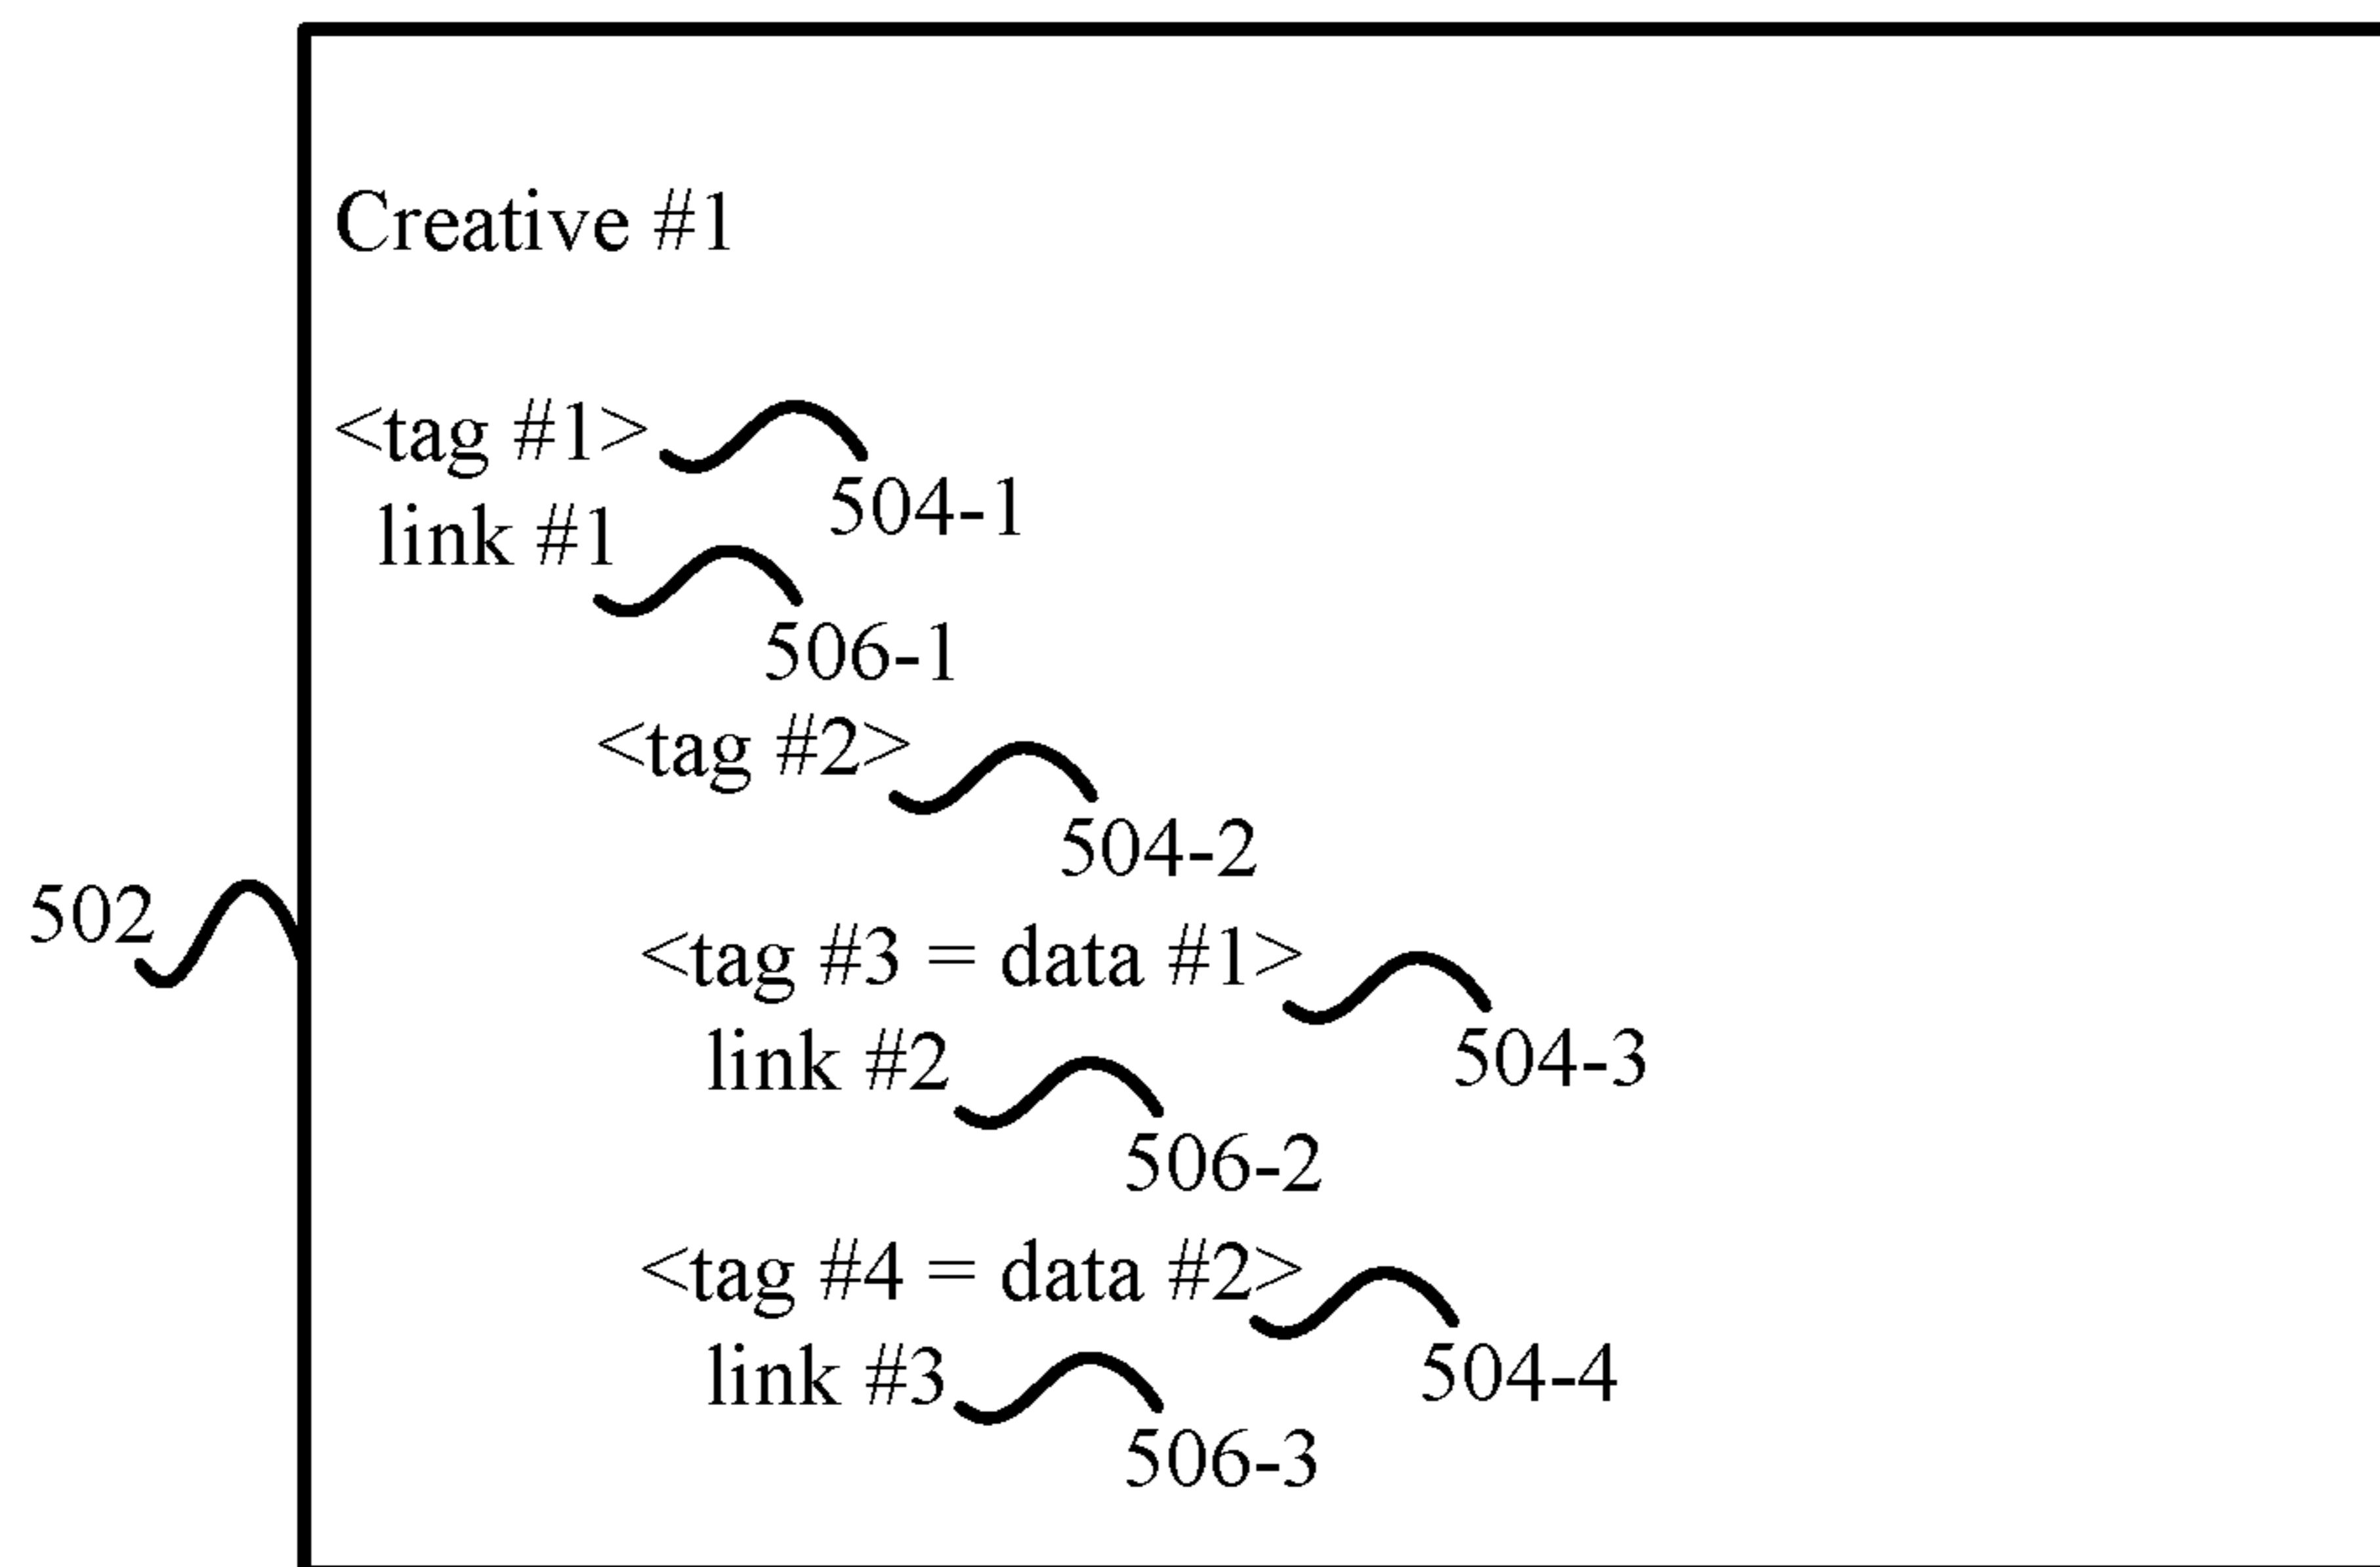 Creative #1
<tag #1>
504-1
link #1
506-1
<tag #2>
504-2
502
<tag #3 = data #1>
504-3
link #2
506-2
<tag #4 = data #2>
504-4
link #3
506-3